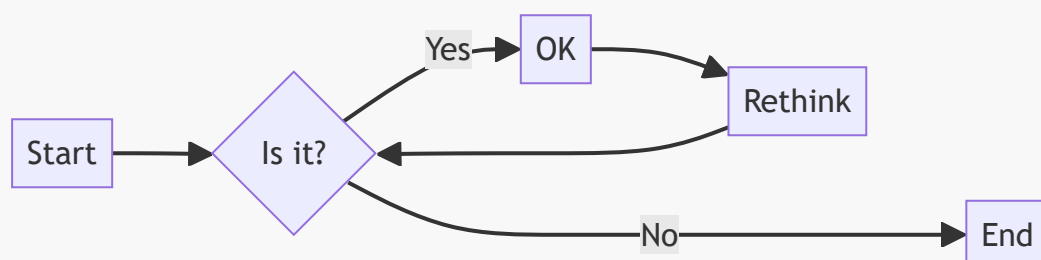 Start
Is it?
Yes
OK
Rethink
No
End